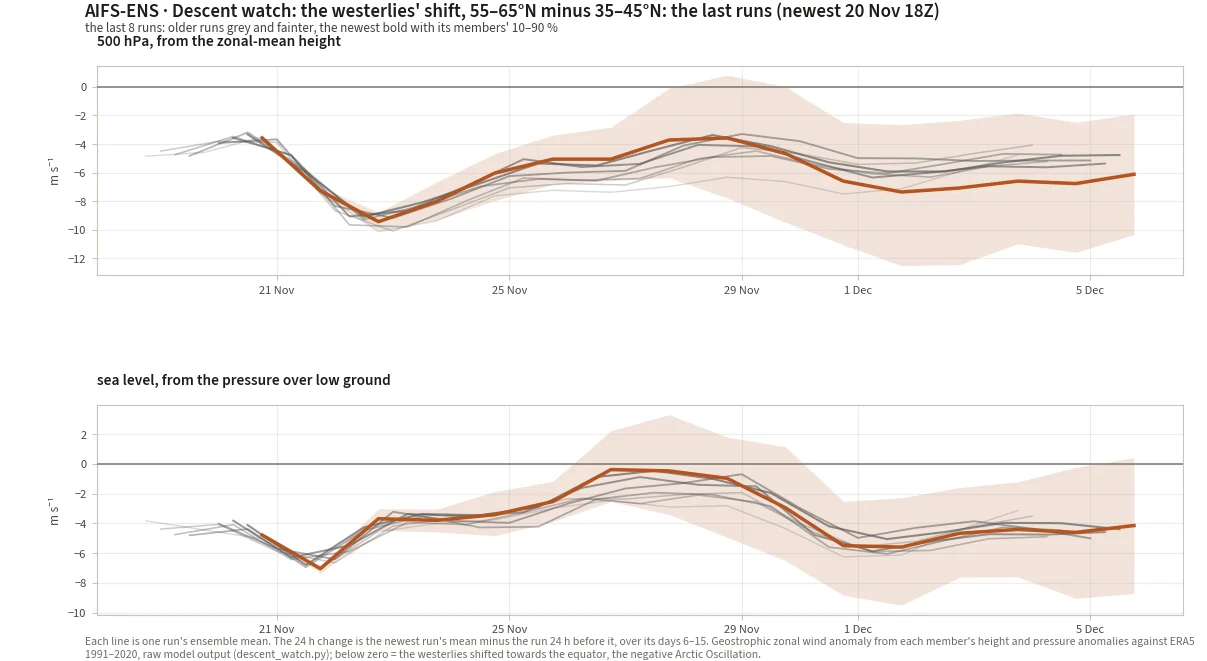 AIFS-ENS · Descent watch: the westerlies' shift, 55–65°N minus 35–45°N: the last runs (newest 20 Nov 18Z)
the last 8 runs: older runs grey and fainter, the newest bold with its members' 10–90 %
500 hPa, from the zonal-mean height
0
−2
−4
−6
−8
−10
−12
m s⁻¹
21 Nov 25 Nov 29 Nov 1 Dec 5 Dec
sea level, from the pressure over low ground
2
0
−2
−4
−6
−8
−10
m s⁻¹
21 Nov 25 Nov 29 Nov 1 Dec 5 Dec
Each line is one run's ensemble mean. The 24 h change is the newest run's mean minus the run 24 h before it, over its days 6–15. Geostrophic zonal wind anomaly from each member's height and pressure anomalies against ERA5
1991–2020, raw model output (descent_watch.py); below zero = the westerlies shifted towards the equator, the negative Arctic Oscillation.